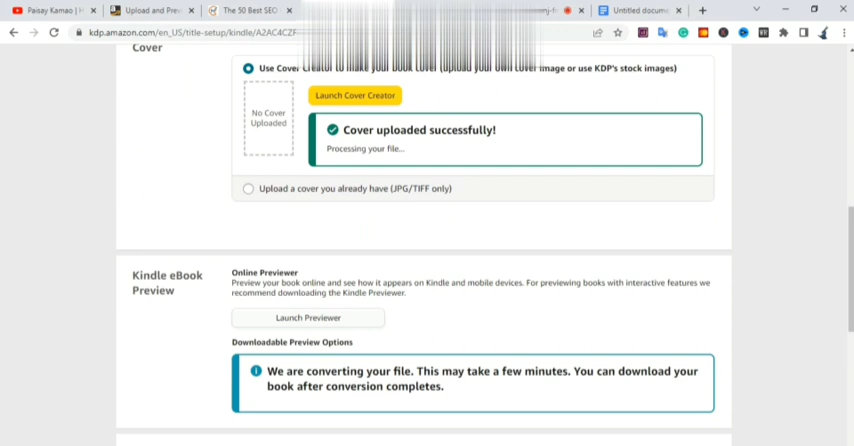 Paisay Kamao | H
Upload and Prev
The 50 Best SEO
Untitled docume
kdp.amazon.com/en_US/title-setup/kindle/A2AC4CZF
Cover
Use Cover Creator to make your book cover (upload your own cover image or use KDP's stock images)
No Cover
Uploaded
Launch Cover Creator
Cover uploaded successfully!
Processing your file...
Upload a cover you already have (JPG/TIFF only)
Kindle eBook
Preview
Online Previewer
Preview your book online and see how it appears on Kindle and mobile devices. For previewing books with interactive features we
recommend downloading the Kindle Previewer.
Launch Previewer
Downloadable Preview Options
We are converting your file. This may take a few minutes. You can download your
book after conversion completes.